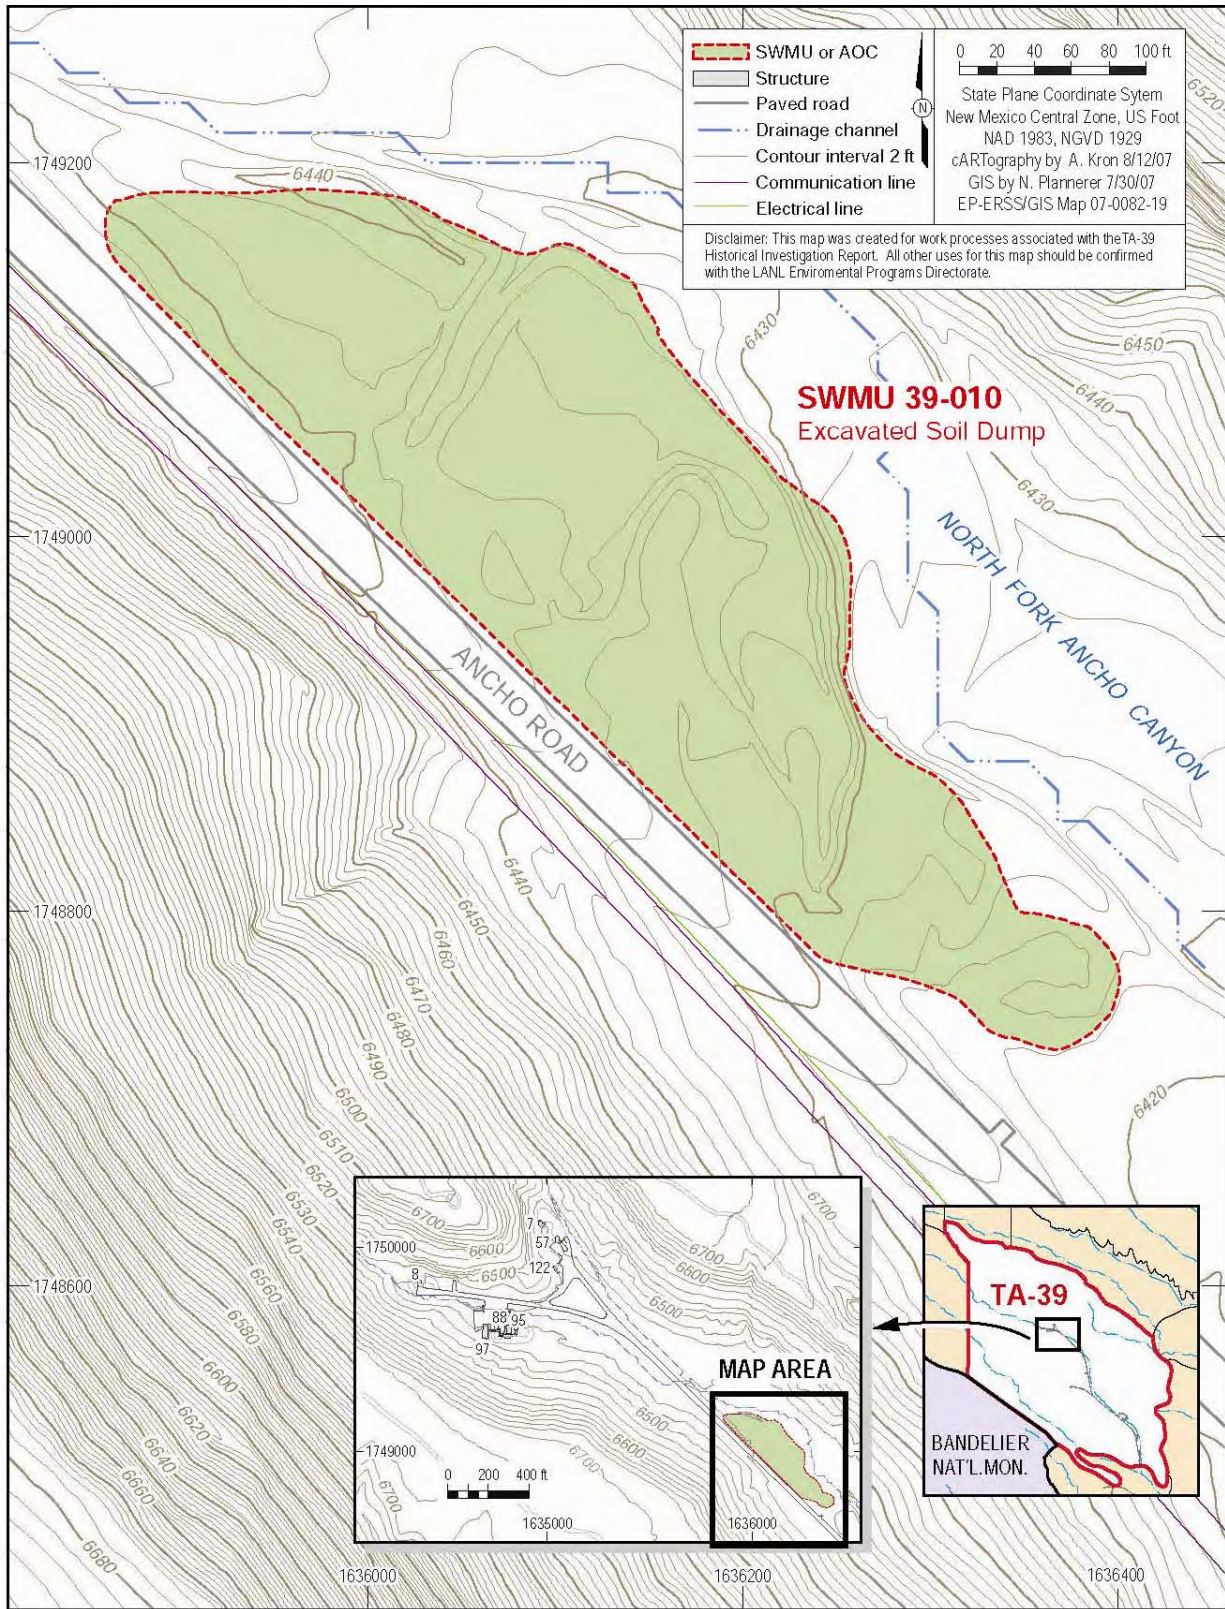 SWMU or AOC
Structure
Paved road
Drainage channel
Contour interval 2 ft
Communication line
Electrical line
N
0 20 40 60 80 100 ft
State Plane Coordinate Sytem
New Mexico Central Zone, US Foot
NAD 1983, NGVD 1929
cARTography by A. Kron 8/12/07
GIS by N. Plannerer 7/30/07
EP-ERSS/GIS Map 07-0082-19
Disclaimer: This map was created for work processes associated with the TA-39
Historical Investigation Report. All other uses for this map should be confirmed
with the LANL Enviromental Programs Directorate.
6520
1749200
6440
6430
6450
6440
SWMU 39-010
Excavated Soil Dump
6430
1749000
NORTH FORK ANCHO CANYON
ANCHO ROAD
6440
6450
6460
6470
6480
6490
6500
6510
6520
6530
6540
6560
6580
6600
6620
6640
6660
6680
1748800
6420
1748600
6700
7
57
122
1750000
6600
6500
8
88
95
97
6700
6700
6600
6500
MAP AREA
6500
6600
6700
1749000
6700
0 200 400 ft
1635000
1636000
TA-39
BANDELIER
NAT'L.MON.
1636000
1636200
1636400